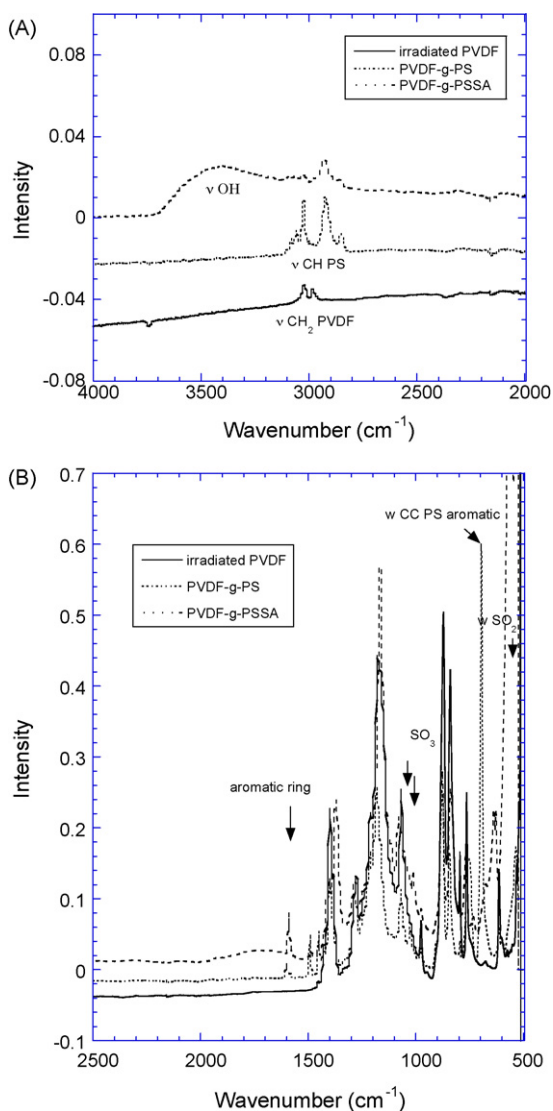 (A)
0.08
0.04
0
-0.04
-0.08
Intensity
irradiated PVDF
PVDF-g-PS
PVDF-g-PSSA
ν OH
ν CH PS
ν CH₂ PVDF
4000 3500 3000 2500 2000
Wavenumber (cm⁻¹)
(B)
0.7
0.6
0.5
0.4
0.3
0.2
0.1
0
-0.1
Intensity
irradiated PVDF
PVDF-g-PS
PVDF-g-PSSA
w CC PS aromatic
w SO₂
SO₃
aromatic ring
2500 2000 1500 1000 500
Wavenumber (cm⁻¹)